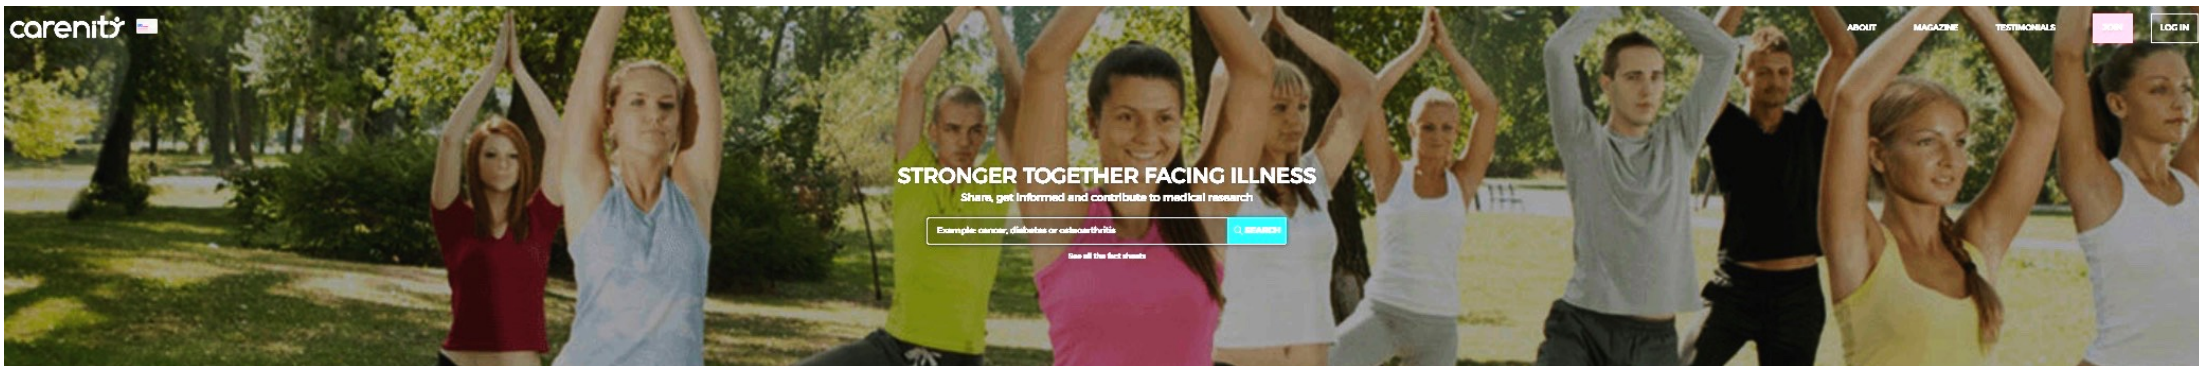 carenity
ABOUT
MAGAZINE
TESTIMONIALS
JOIN
LOG IN
STRONGER TOGETHER FACING ILLNESS
Share, get informed and contribute to medical research
Example: cancer, diabetes or osteoarthritis
SEARCH
See all the fact sheets